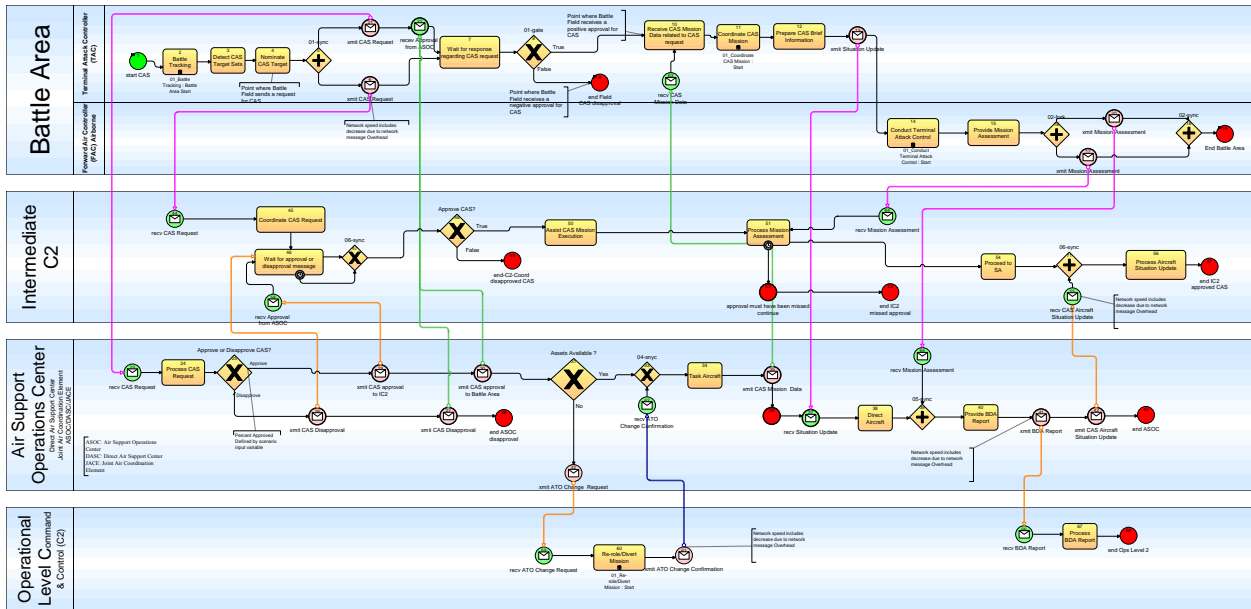 Battle Area
Terminal Attack Controller
(TAC)
Forward Air Controller
(FAC) Airborne
start CAS
2
Battle
Tracking
01_Battle
Tracking : Battle
Area Start
3
Detect CAS
Target Sets
4
Nominate
CAS Target
Point where Battle
Field sends a request
for CAS
01-sync
xmit CAS Request
xmit CAS Request
Network speed includes
decrease due to network
message Overhead
recv Approval
from ASOC
7
Wait for response
regarding CAS request
01-gate
True
False
Point where Battle
Field receives a
positive approval for
CAS
Point where Battle
Field receives a
negative approval for
CAS
end Field
CAS disapproval
10
Receive CAS Mission
Data related to CAS
request
recv CAS
Mission Data
11
Coordinate CAS
Mission
01_Coordinate
CAS Mission :
Start
12
Prepare CAS Brief
Information
xmit Situation Update
14
Conduct Terminal
Attack Control
01_Conduct
Terminal Attack
Control : Start
15
Provide Mission
Assessment
02-fork
xmit Mission Assessment
xmit Mission Assessment
02-sync
End Battle Area
Intermediate
C2
recv CAS Request
45
Coordinate CAS Request
46
Wait for approval or
disapproval message
recv Approval
from ASOC
06-sync
Approve CAS?
True
False
end-C2-Coord
disapproved CAS
50
Assist CAS Mission
Execution
51
Process Mission
Assessment
recv Mission Assessment
approval must have been missed
continue
end IC2
missed approval
54
Proceed to
SA
06-sync
recv CAS Aircraft
Situation Update
Network speed includes
decrease due to network
message Overhead
56
Process Aircraft
Situation Update
end IC2
approved CAS
Air Support
Operations Center
Direct Air Support Center
Joint Air Coordination Element
ASOC/DASC/JACE
recv CAS Request
24
Process CAS
Request
Approve or Disapprove CAS?
Approve
Disapprove
Percent Approved
Defined by scenario
input variable
ASOC: Air Support Operations
Center
DASC: Direct Air Support Center
JACE: Joint Air Coordination
Element
xmit CAS approval
to IC2
xmit CAS Disapproval
xmit CAS approval
to Battle Area
xmit CAS Disapproval
end ASOC
disapproval
Assets Available ?
Yes
No
xmit ATO Change Request
04-snyc
recv ATO
Change Confirmation
34
Task Aircraft
xmit CAS Mission Data
recv Situation Update
38
Direct
Aircraft
recv Mission Assessment
05-sync
Provide BDA
Report
xmit BDA Report
Network speed includes
decrease due to network
message Overhead
xmit CAS Aircraft
Situation Update
end ASOC
Operational
Level Command
& Control (C2)
recv ATO Change Request
60
Re-role/Divert
Mission
01_Re-
role/Divert
Mission : Start
xmit ATO Change Confirmation
Network speed includes
decrease due to network
message Overhead
recv BDA Report
Process
BDA Report
end Ops Level 2